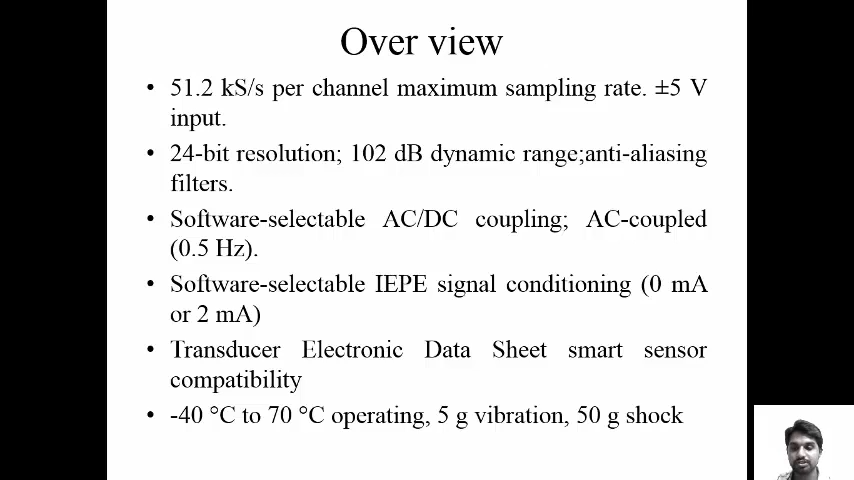 Over view
• 51.2 kS/s per channel maximum sampling rate. ±5 V
input.
• 24-bit resolution; 102 dB dynamic range;anti-aliasing
filters.
• Software-selectable AC/DC coupling; AC-coupled
(0.5 Hz).
• Software-selectable IEPE signal conditioning (0 mA
or 2 mA)
• Transducer Electronic Data Sheet smart sensor
compatibility
• -40 °C to 70 °C operating, 5 g vibration, 50 g shock